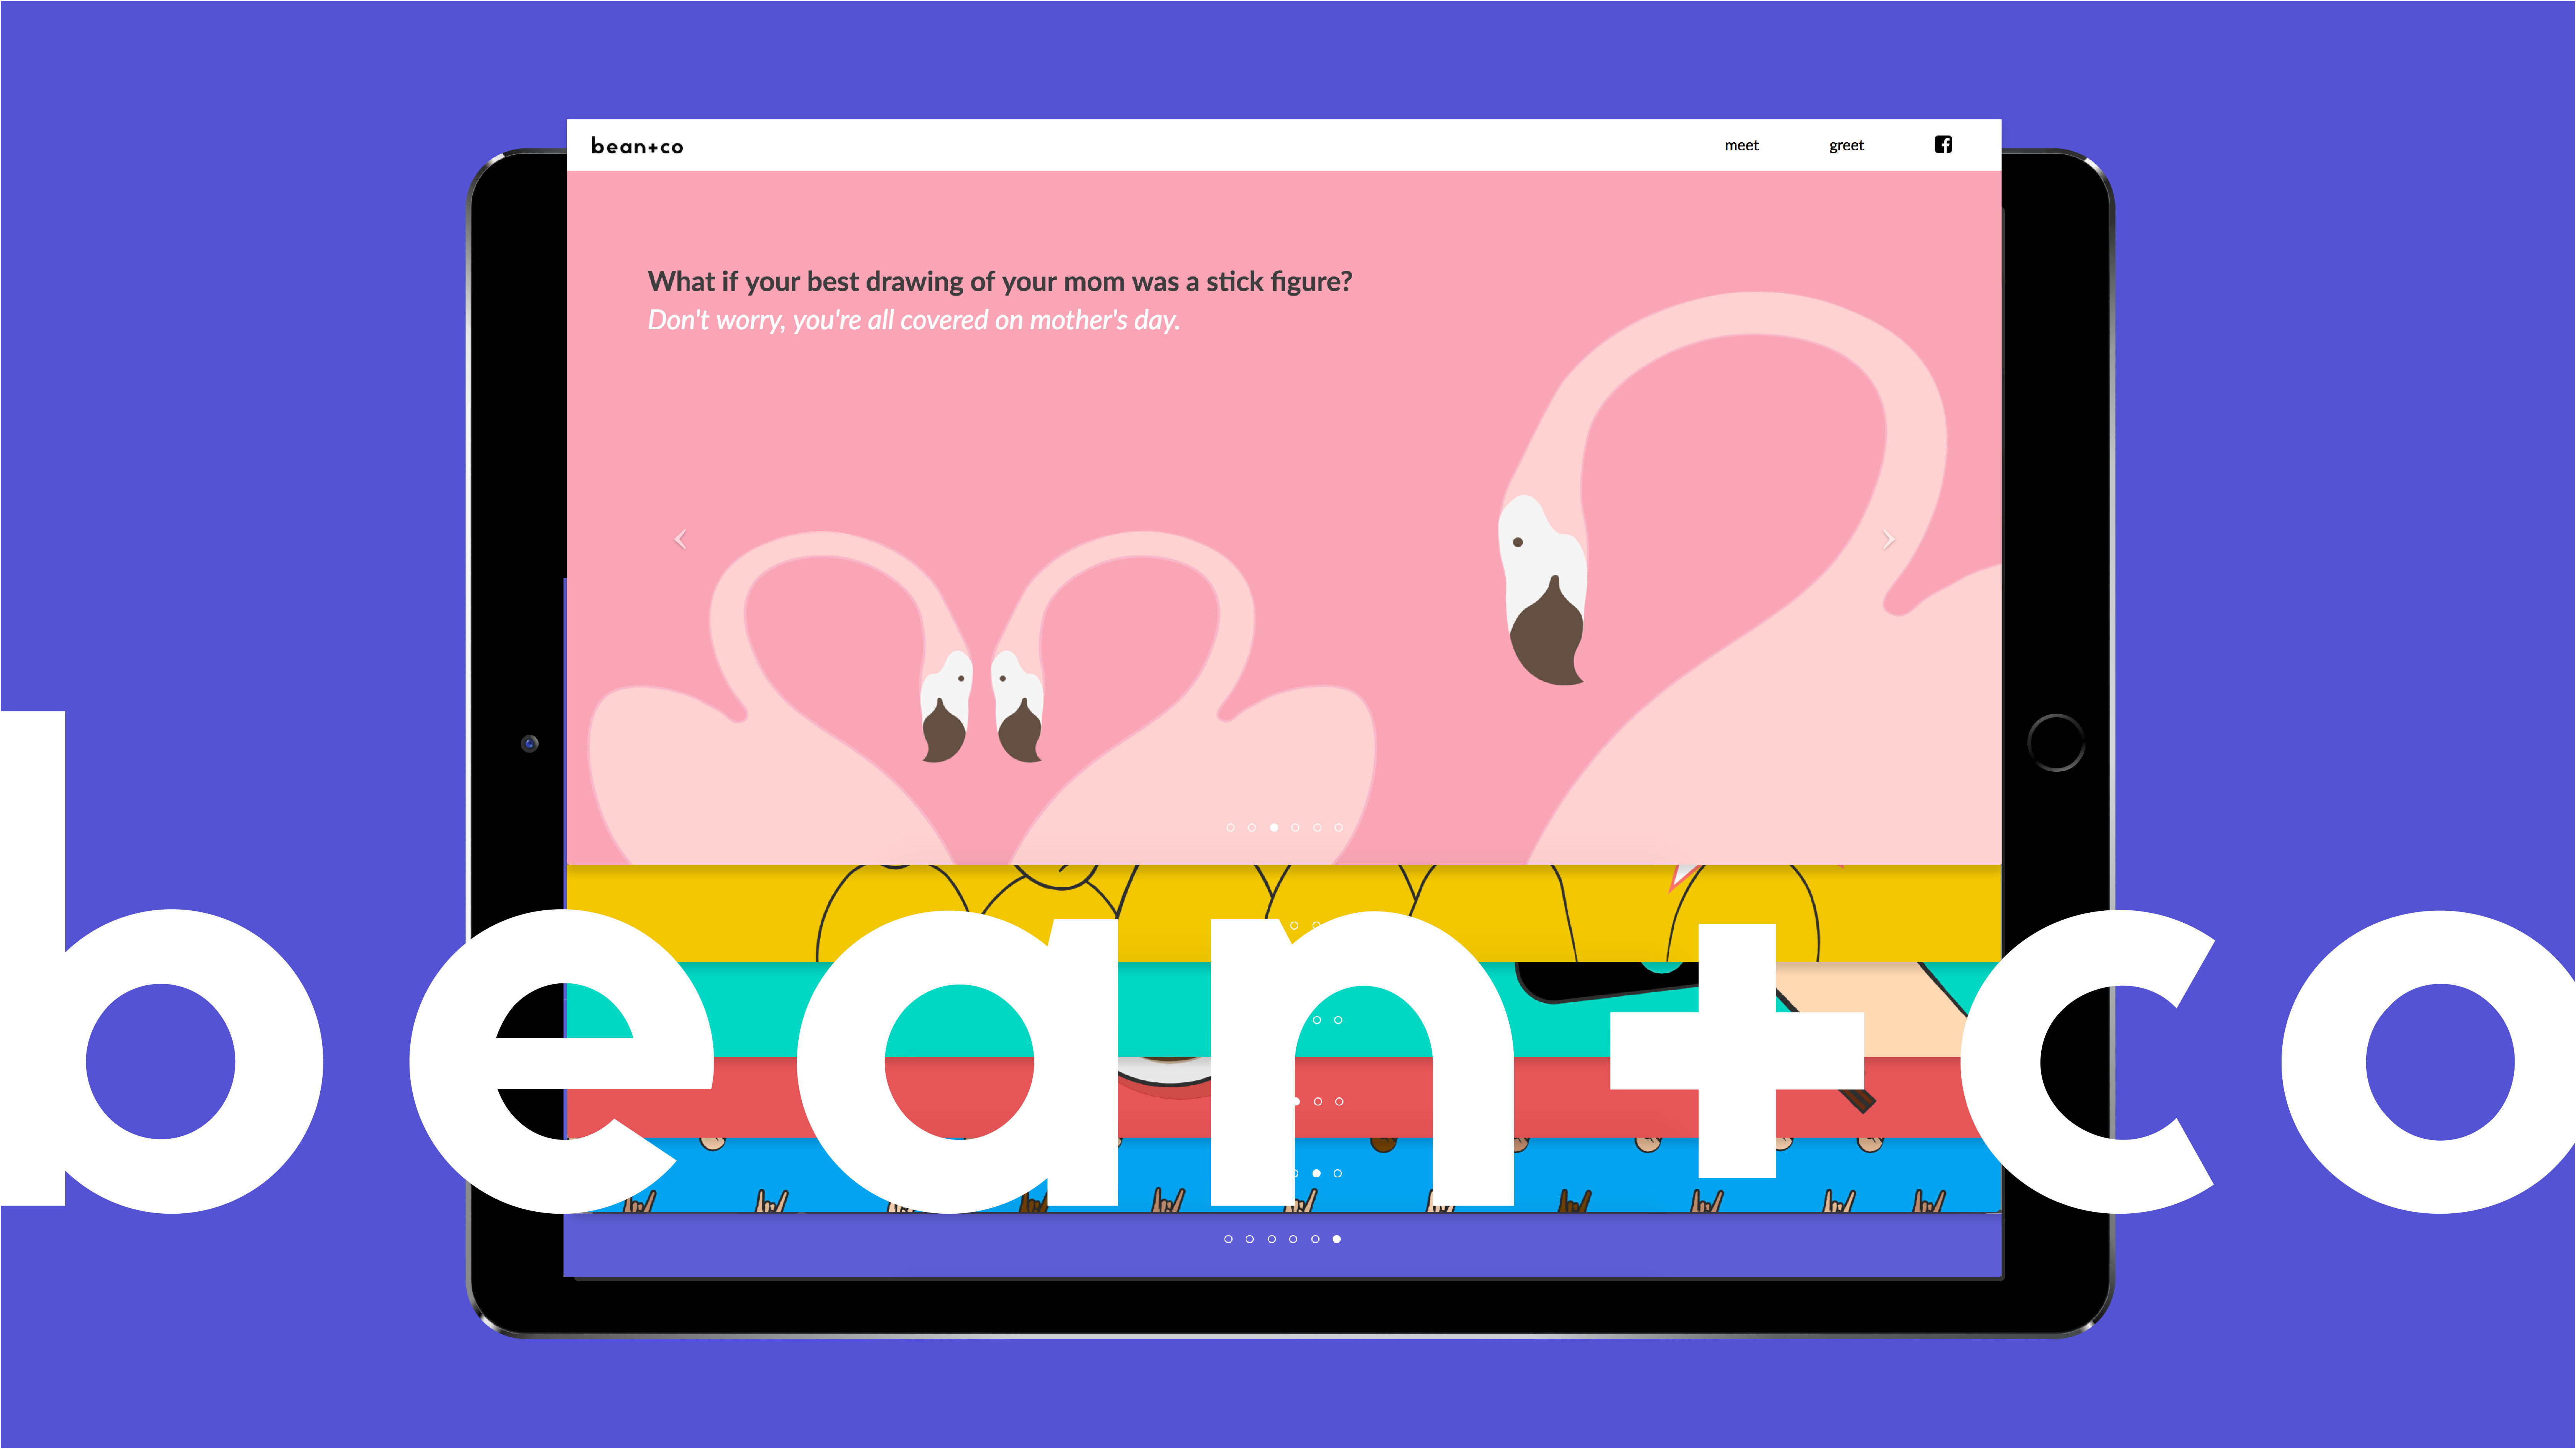 bean+co
meet
greet
What if your best drawing of your mom was a stick figure?
Don't worry, you're all covered on mother's day.
bean+co